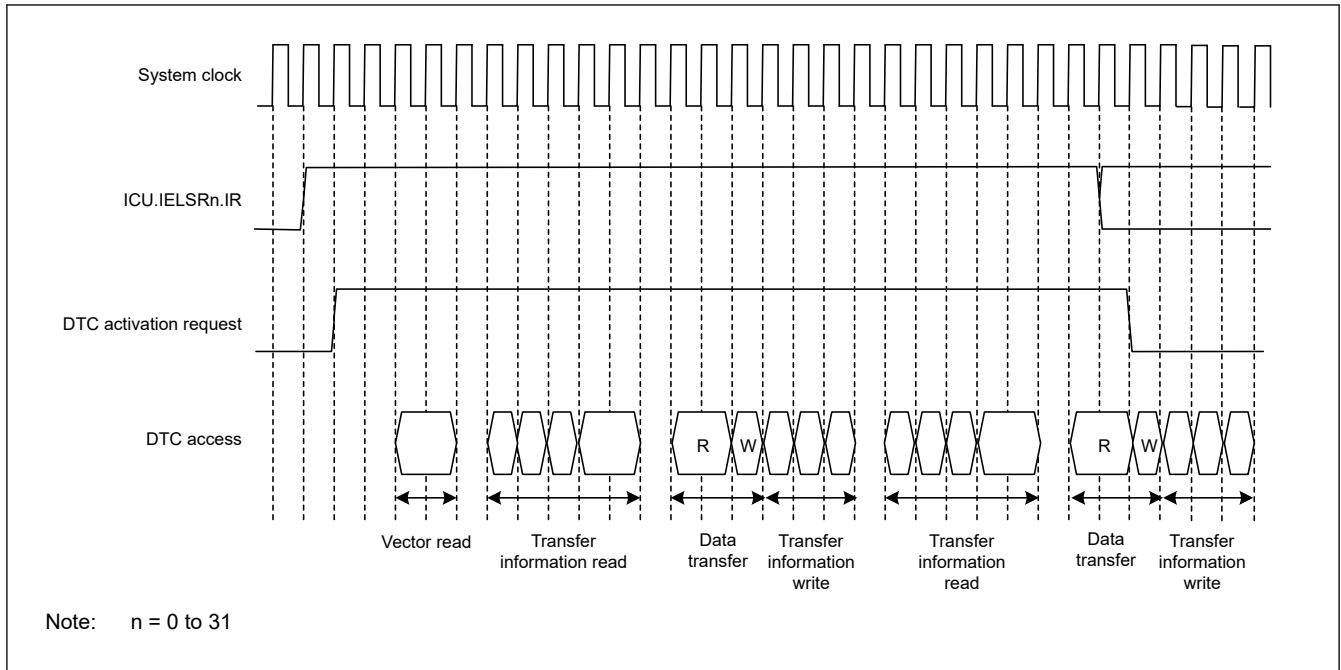 System clock
ICU.IELSRn.IR
DTC activation request
DTC access
R
W
R
W
Vector read
Transfer
information read
Data
transfer
Transfer
information
write
Transfer
information
read
Data
transfer
Transfer
information
write
Note: n = 0 to 31